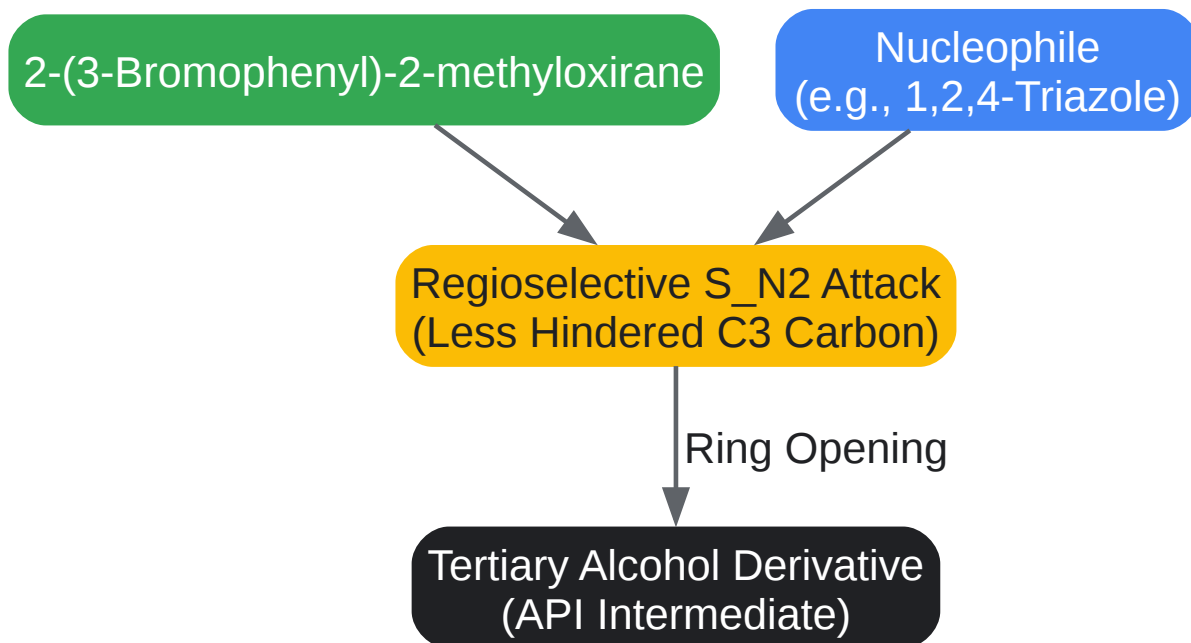 2-(3-Bromophenyl)-2-methyloxirane
Nucleophile
(e.g., 1,2,4-Triazole)
Regioselective S_N2 Attack
(Less Hindered C3 Carbon)
Ring Opening
Tertiary Alcohol Derivative
(API Intermediate)